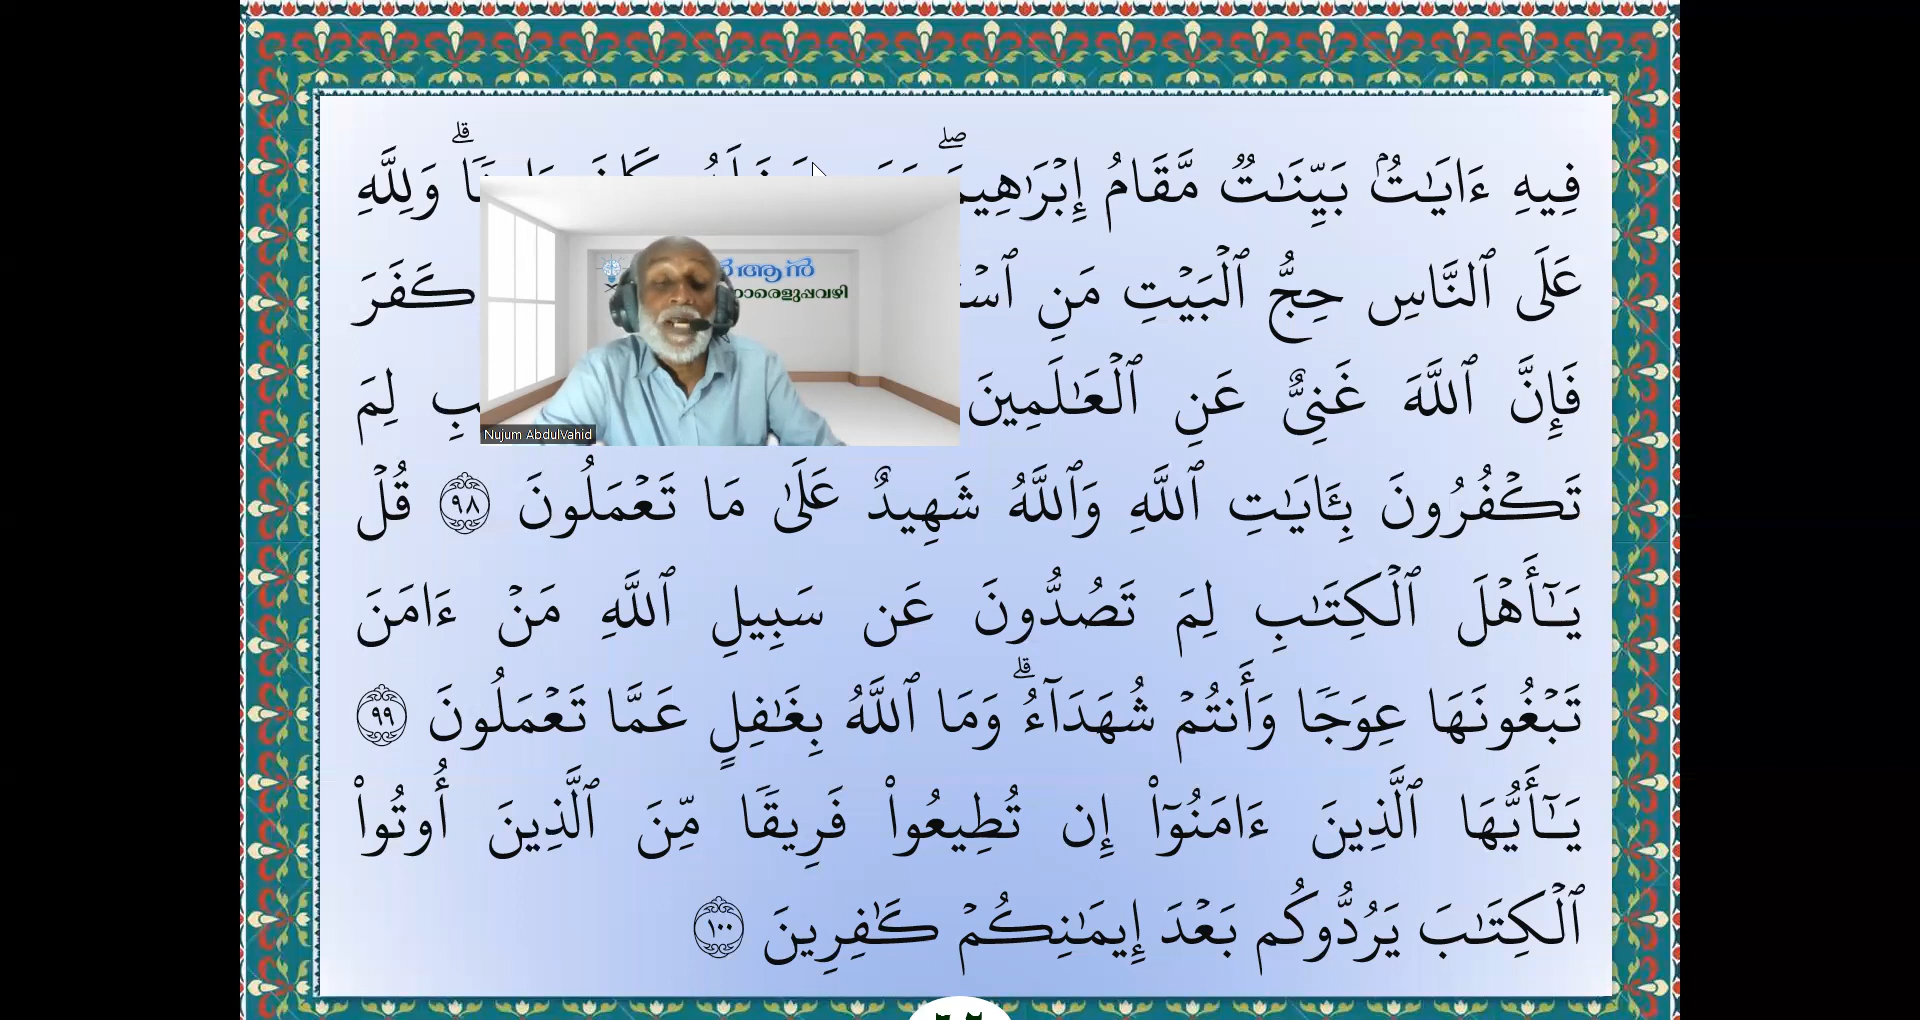 فِيهِ ءَايَٰتُۢ بَيِّنَٰتٞ مَّقَامُ إِبۡرَٰهِيمَۖ وَلِلَّهِ
عَلَى ٱلنَّاسِ حِجُّ ٱلۡبَيۡتِ مَنِ كَفَرَ
فَإِنَّ ٱللَّهَ غَنِيٌّ عَنِ ٱلۡعَٰلَمِينَ لِمَ
تَكۡفُرُونَ بِـَٔايَٰتِ ٱللَّهِ وَٱللَّهُ شَهِيدٌ عَلَىٰ مَا تَعۡمَلُونَ ٩٨ قُلۡ
يَٰٓأَهۡلَ ٱلۡكِتَٰبِ لِمَ تَصُدُّونَ عَن سَبِيلِ ٱللَّهِ مَنۡ ءَامَنَ
تَبۡغُونَهَا عِوَجٗا وَأَنتُمۡ شُهَدَآءُۗ وَمَا ٱللَّهُ بِغَٰفِلٍ عَمَّا تَعۡمَلُونَ ٩٩
يَٰٓأَيُّهَا ٱلَّذِينَ ءَامَنُوٓاْ إِن تُطِيعُواْ فَرِيقٗا مِّنَ ٱلَّذِينَ أُوتُواْ
ٱلۡكِتَٰبَ يَرُدُّوكُم بَعۡدَ إِيمَٰنِكُمۡ كَٰفِرِينَ ١٠٠
Nujum AbdulVahid